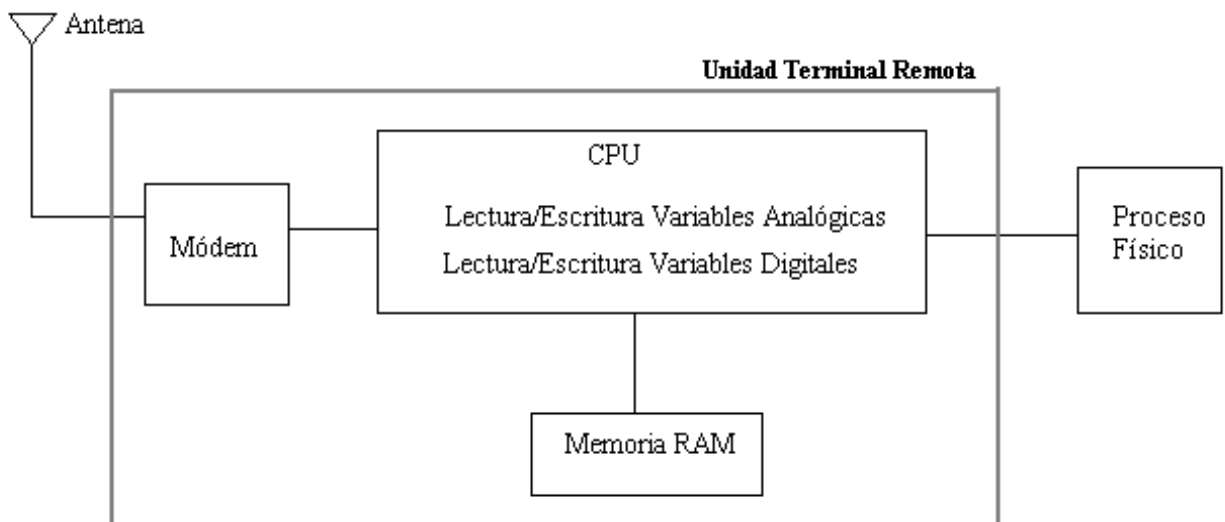 Antena
Unidad Terminal Remota
CPU
Lectura/Escritura Variables Analógicas
Lectura/Escritura Variables Digitales
Módem
Proceso
Físico
Memoria RAM